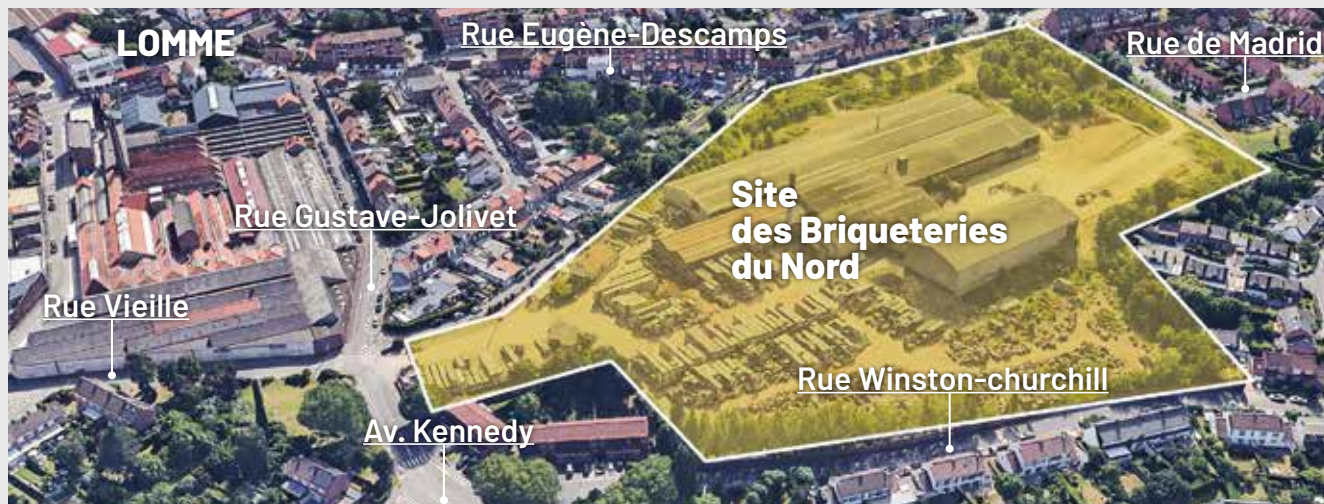 LOMME
Rue Eugène-Descamps
Rue de Madrid
Site
des Briqueteries
du Nord
Rue Gustave-Jolivet
Rue Vieille
Rue Winston-churchill
Av. Kennedy